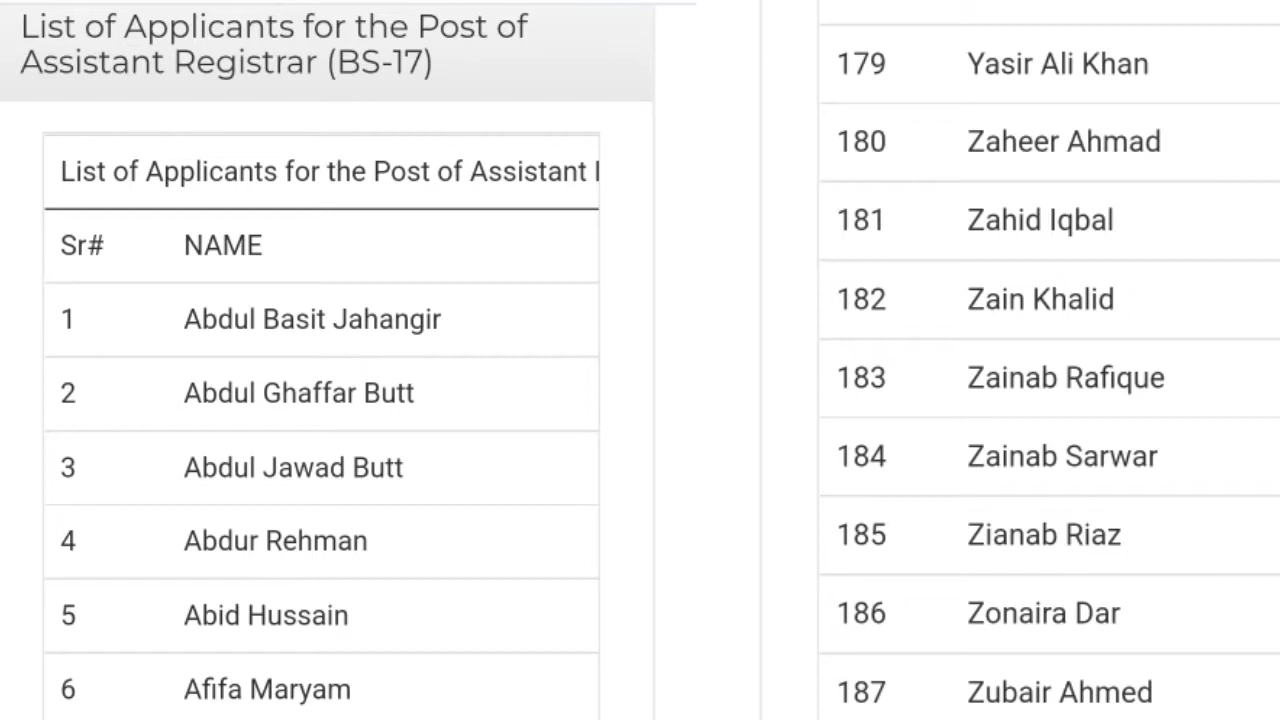 List of Applicants for the Post of
Assistant Registrar (BS-17)
List of Applicants for the Post of Assistant
Sr# NAME
1 Abdul Basit Jahangir
2 Abdul Ghaffar Butt
3 Abdul Jawad Butt
4 Abdur Rehman
5 Abid Hussain
6 Afifa Maryam
179 Yasir Ali Khan
180 Zaheer Ahmad
181 Zahid Iqbal
182 Zain Khalid
183 Zainab Rafique
184 Zainab Sarwar
185 Zianab Riaz
186 Zonaira Dar
187 Zubair Ahmed